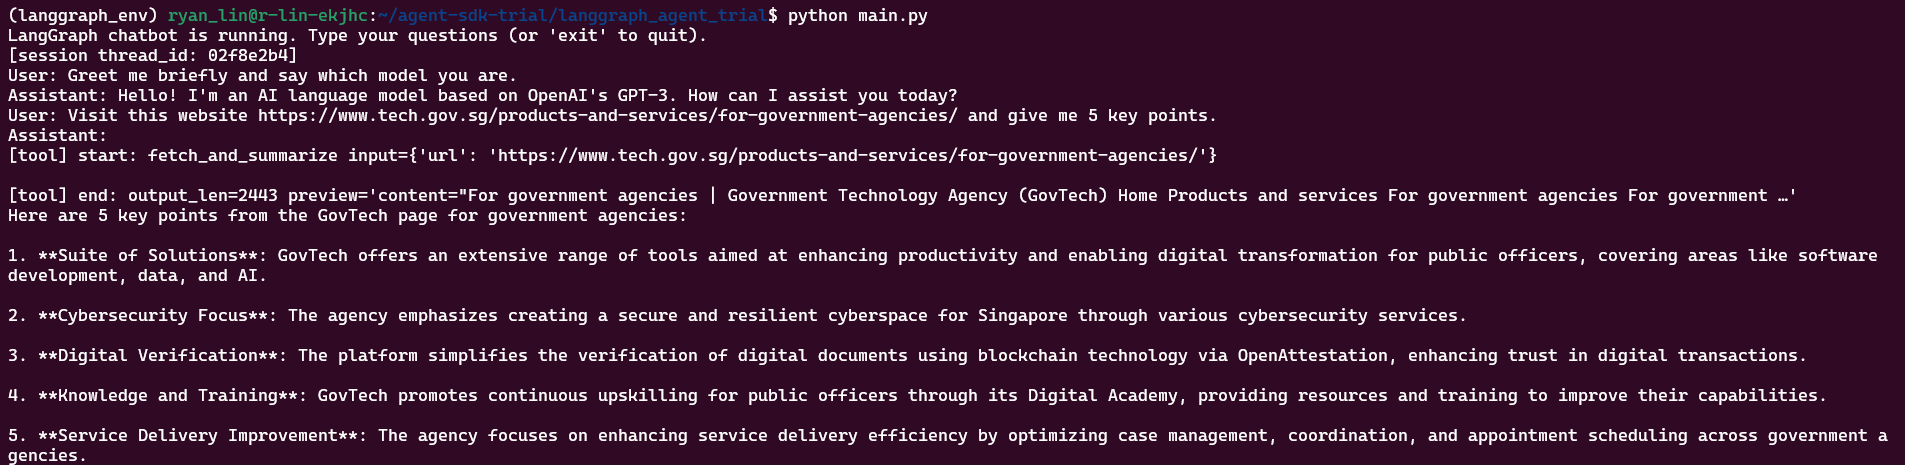 (langgraph_env) ryan_lin@r-lin-ekjhc:~/agent-sdk-trial/langgraph_agent_trial$ python main.py
LangGraph chatbot is running. Type your questions (or 'exit' to quit).
[session thread_id: 02f8e2b4]
User: Greet me briefly and say which model you are.
Assistant: Hello! I'm an AI language model based on OpenAI's GPT-3. How can I assist you today?
User: Visit this website https://www.tech.gov.sg/products-and-services/for-government-agencies/ and give me 5 key points.
Assistant:
[tool] start: fetch_and_summarize input={'url': 'https://www.tech.gov.sg/products-and-services/for-government-agencies/'}
[tool] end: output_len=2443 preview='content="For government agencies | Government Technology Agency (GovTech) Home Products and services For government agencies For government …'
Here are 5 key points from the GovTech page for government agencies:
1. **Suite of Solutions**: GovTech offers an extensive range of tools aimed at enhancing productivity and enabling digital transformation for public officers, covering areas like software
development, data, and AI.
2. **Cybersecurity Focus**: The agency emphasizes creating a secure and resilient cyberspace for Singapore through various cybersecurity services.
3. **Digital Verification**: The platform simplifies the verification of digital documents using blockchain technology via OpenAttestation, enhancing trust in digital transactions.
4. **Knowledge and Training**: GovTech promotes continuous upskilling for public officers through its Digital Academy, providing resources and training to improve their capabilities.
5. **Service Delivery Improvement**: The agency focuses on enhancing service delivery efficiency by optimizing case management, coordination, and appointment scheduling across government a
gencies.